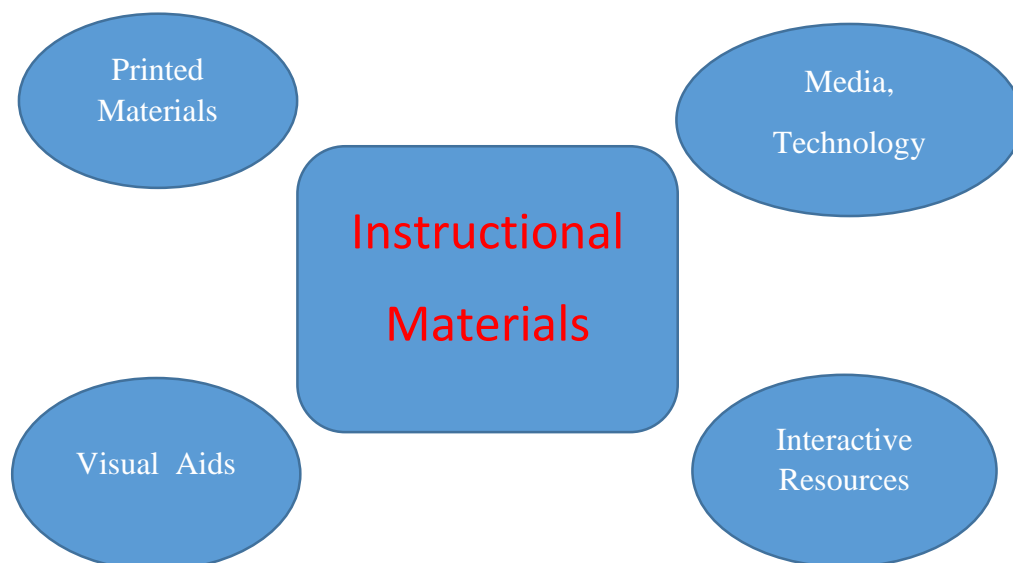 Printed
Materials
Media,
Technology
Instructional
Materials
Visual Aids
Interactive
Resources